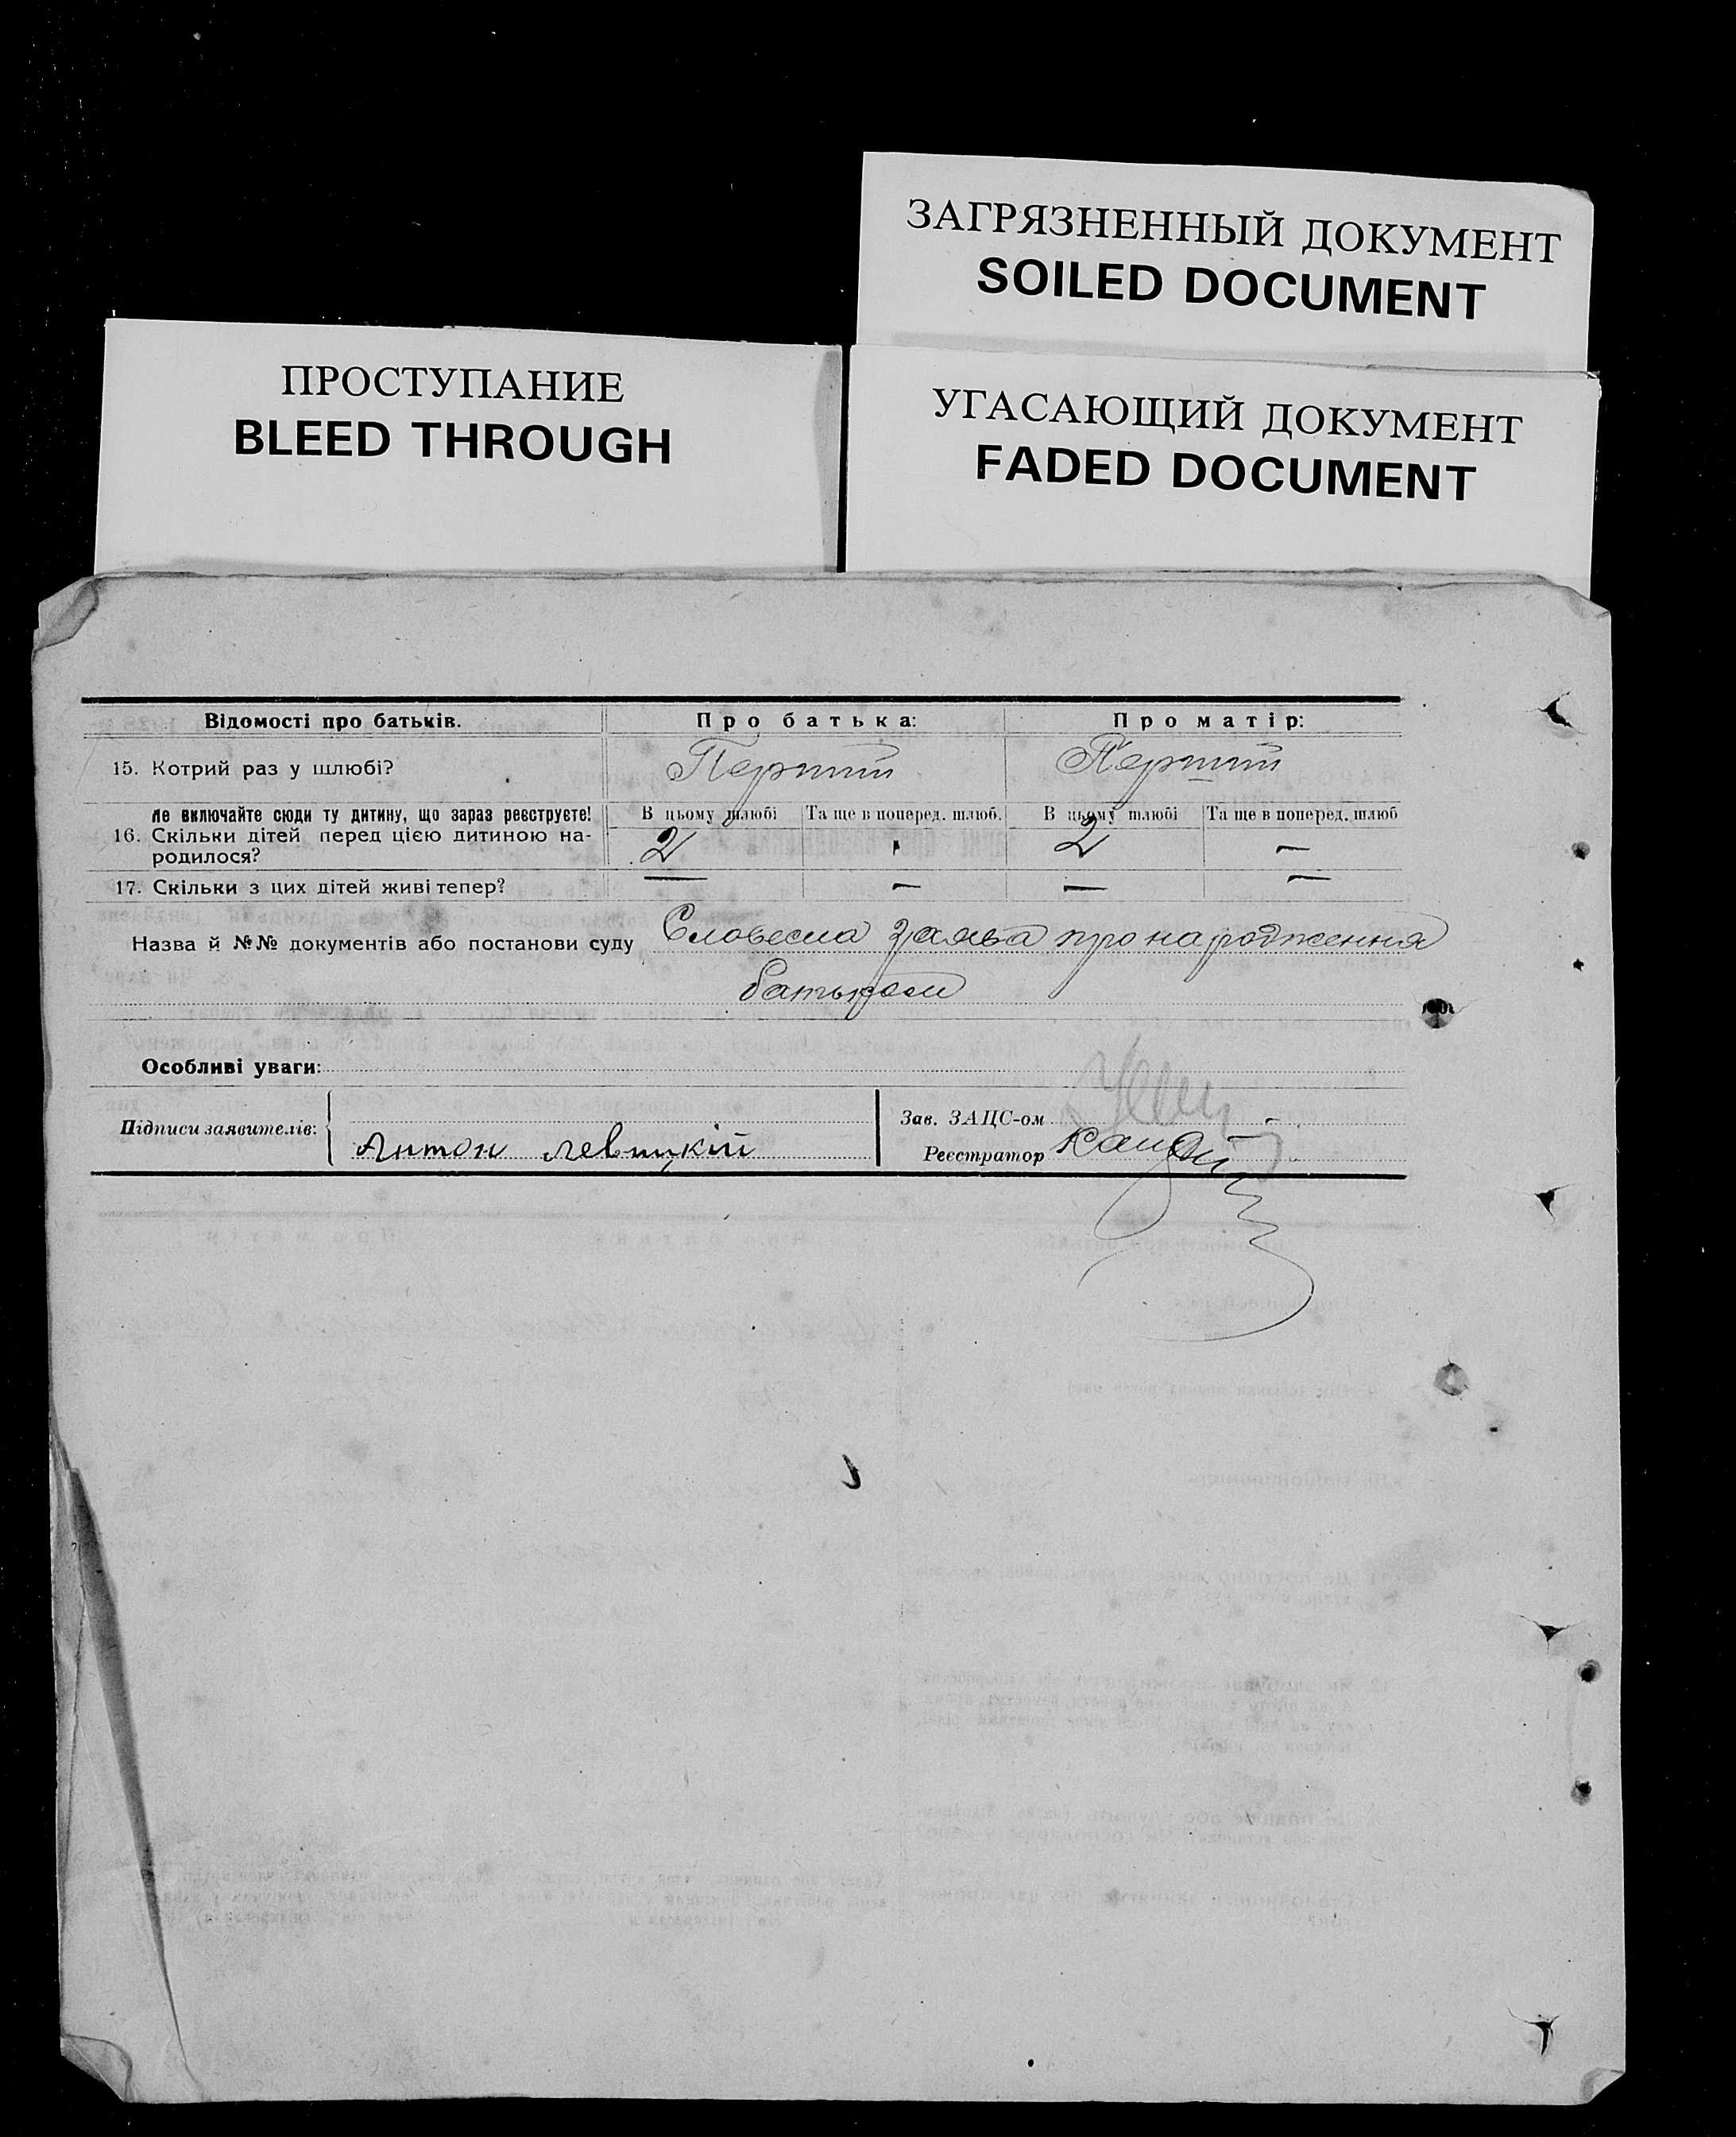 ЗАГРЯЗНЕННЫЙ ДОКУМЕНТ
SOILED DOCUMENT
ПРОСТУПАНИЕ
BLEED THROUGH
УГАСАЮЩИЙ ДОКУМЕНТ
FADED DOCUMENT
Відомості про батьків. Про батька: Про матір:
15. Котрий раз у шлюбі? Перший Перший
Не включайте сюди ту дитину, що зараз реєструєте! В цьому шлюбі Та ще в поперед. шлюб. В цьому шлюбі Та ще в поперед. шлюб
16. Скільки дітей перед цією дитиною на-
родилося? 2 2 —
17. Скільки з цих дітей живі тепер? — — — —
Назва й №№ документів або постанови суду Словесна заява про народження
батьком
Особливі уваги:
Підписи заявителів: Антон Левицкій
Зав. ЗАЦС-ом
Реєстратор